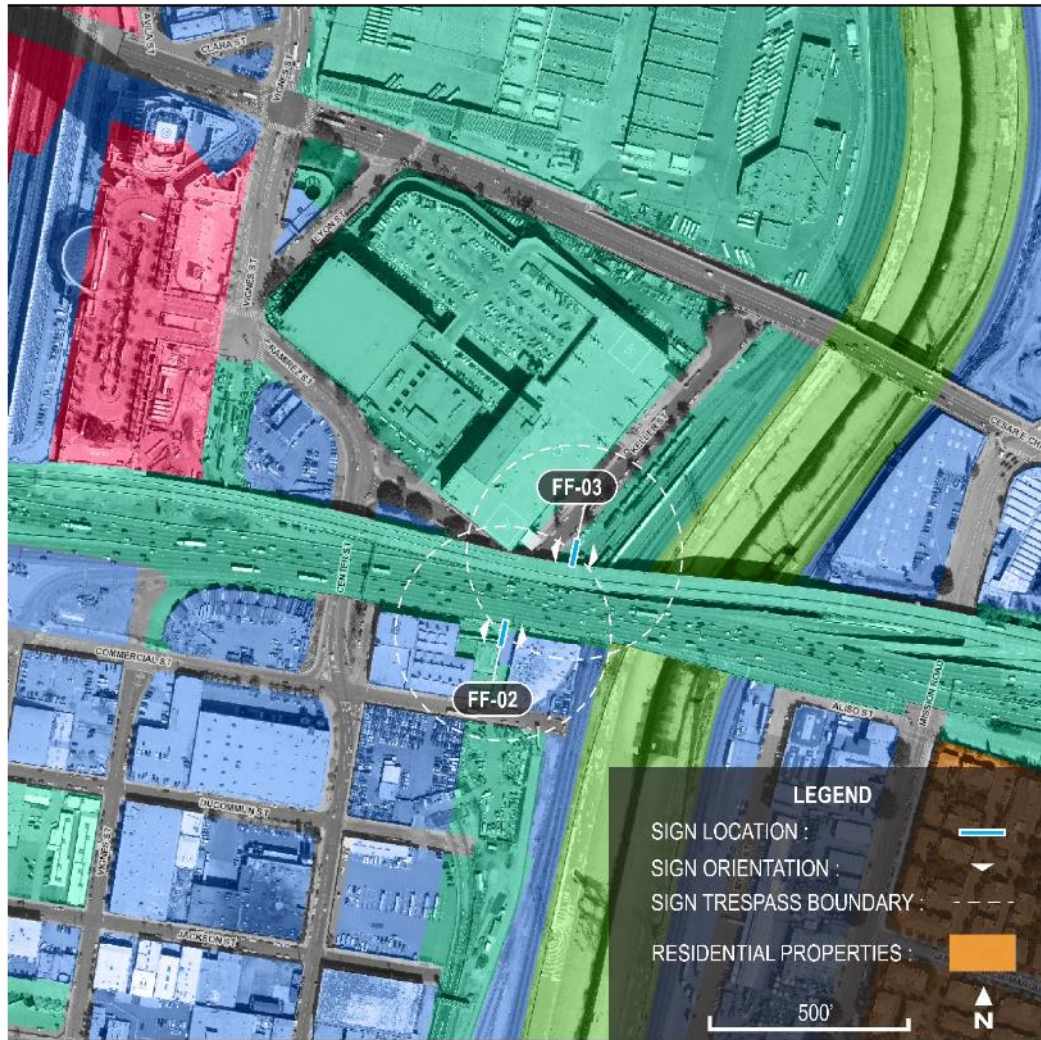 AVILA ST
CLARA ST
VIGNES ST
LYON ST
VIGNES ST
RAMIREZ ST
KELLER ST
CESAR E CH
FF-03
CENTER ST
COMMERCIAL ST
FF-02
MISSION ROAD
ALISO ST
DUCOMMUN ST
VIGNES ST
JACKSON ST
LEGEND
SIGN LOCATION :
SIGN ORIENTATION :
SIGN TRESPASS BOUNDARY :
RESIDENTIAL PROPERTIES :
500'
N